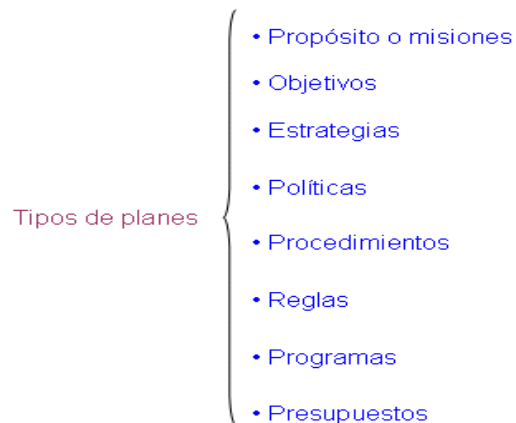 Tipos de planes
• Propósito o misiones
• Objetivos
• Estrategias
• Políticas
• Procedimientos
• Reglas
• Programas
• Presupuestos